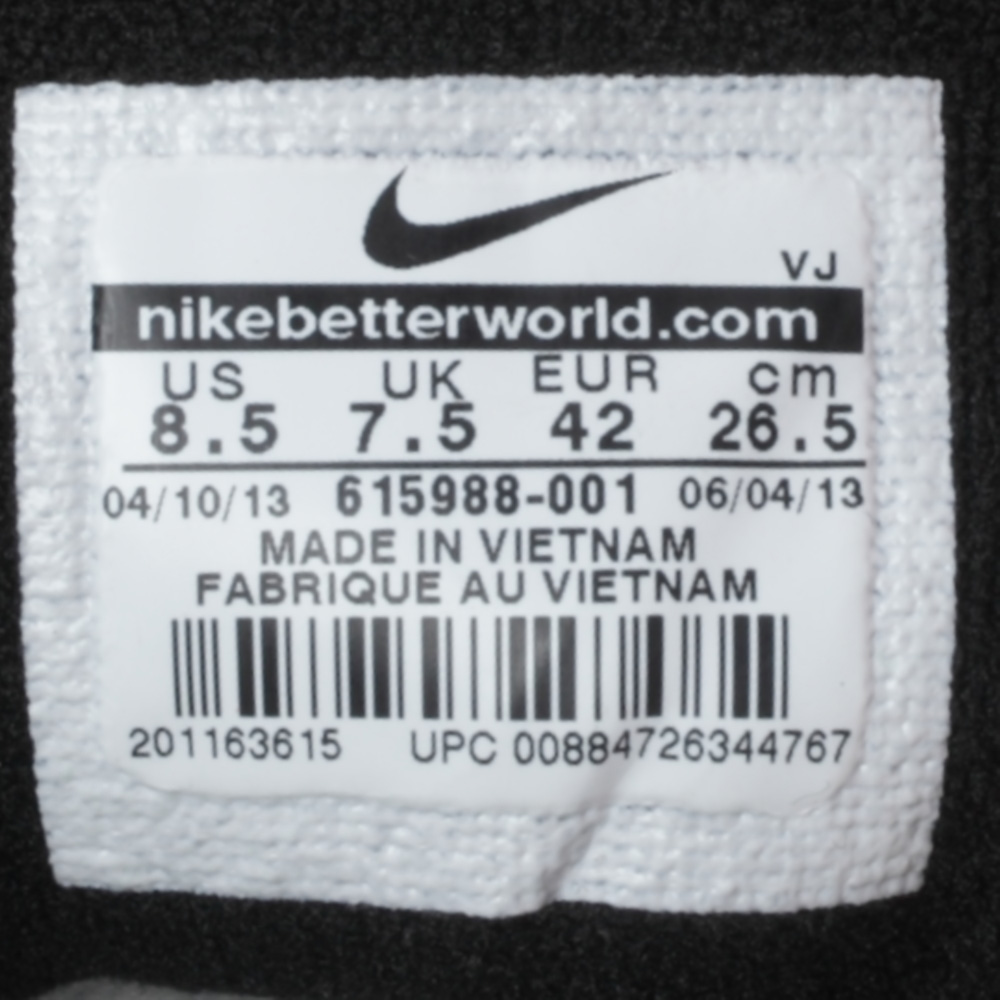 VJ
nikebetterworld.com
US UK EUR cm
8.5 7.5 42 26.5
04/10/13 615988-001 06/04/13
MADE IN VIETNAM
FABRIQUE AU VIETNAM
201163615 UPC 00884726344767